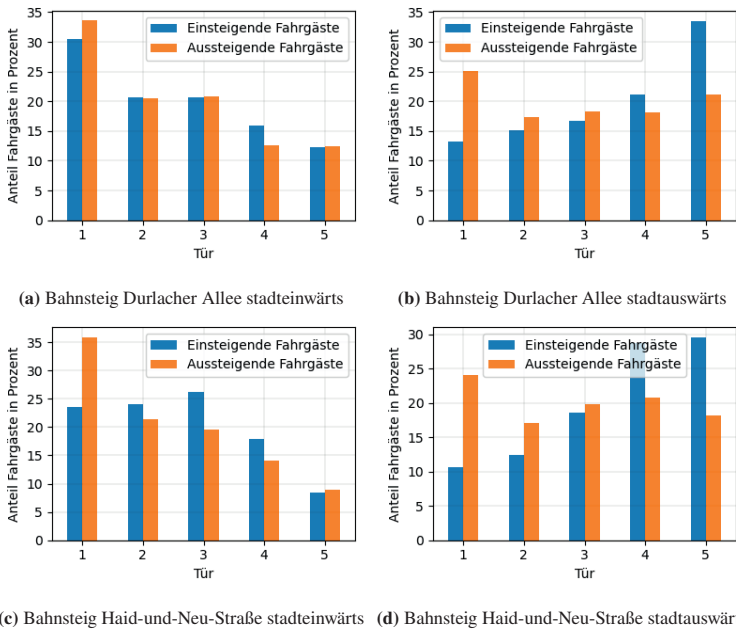 35
30
25
20
15
10
5
0
Anteil Fahrgäste in Prozent
Einsteigende Fahrgäste
Aussteigende Fahrgäste
1 2 3 4 5
Tür
(a) Bahnsteig Durlacher Allee stadteinwärts
35
30
25
20
15
10
5
0
Anteil Fahrgäste in Prozent
Einsteigende Fahrgäste
Aussteigende Fahrgäste
1 2 3 4 5
Tür
(b) Bahnsteig Durlacher Allee stadtauswärts
35
30
25
20
15
10
5
0
Anteil Fahrgäste in Prozent
Einsteigende Fahrgäste
Aussteigende Fahrgäste
1 2 3 4 5
Tür
(c) Bahnsteig Haid-und-Neu-Straße stadteinwärts
30
25
20
15
10
5
0
Anteil Fahrgäste in Prozent
Einsteigende Fahrgäste
Aussteigende Fahrgäste
1 2 3 4 5
Tür
(d) Bahnsteig Haid-und-Neu-Straße stadtauswär